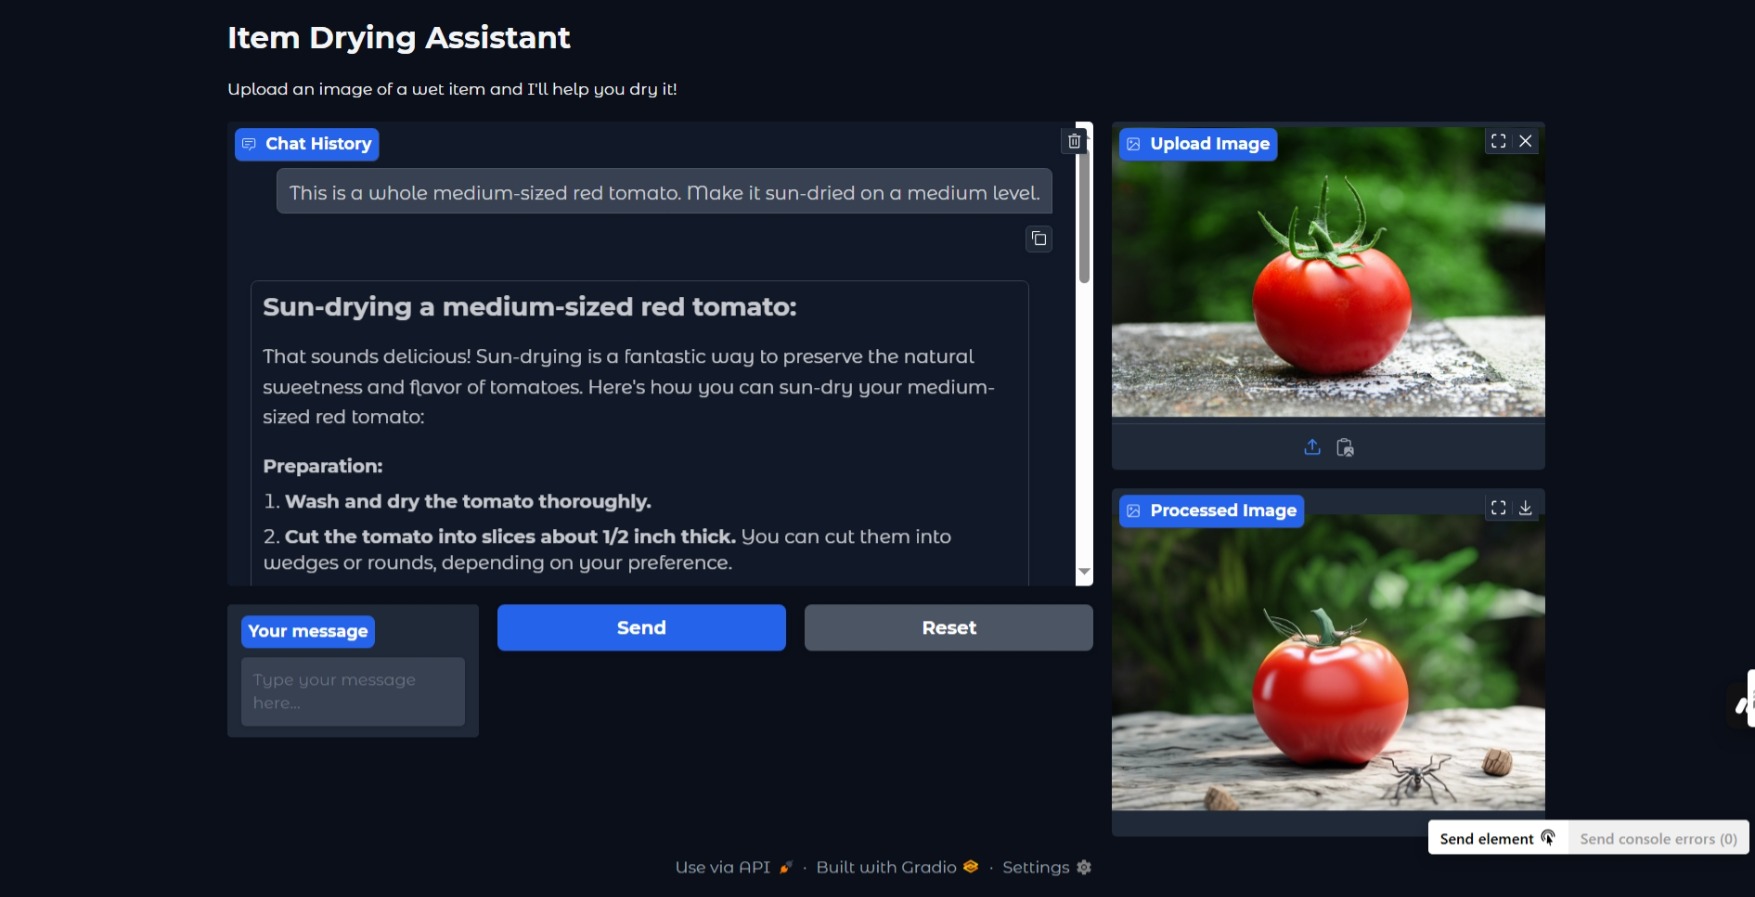 Item Drying Assistant
Upload an image of a wet item and I'll help you dry it!
Chat History
This is a whole medium-sized red tomato. Make it sun-dried on a medium level.
Sun-drying a medium-sized red tomato:
That sounds delicious! Sun-drying is a fantastic way to preserve the natural
sweetness and flavor of tomatoes. Here's how you can sun-dry your medium-
sized red tomato:
Preparation:
1. Wash and dry the tomato thoroughly.
2. Cut the tomato into slices about 1/2 inch thick. You can cut them into
wedges or rounds, depending on your preference.
Your message
Type your message
here...
Send
Reset
Upload Image
Processed Image
Send element
Send console errors (0)
Use via API · Built with Gradio · Settings